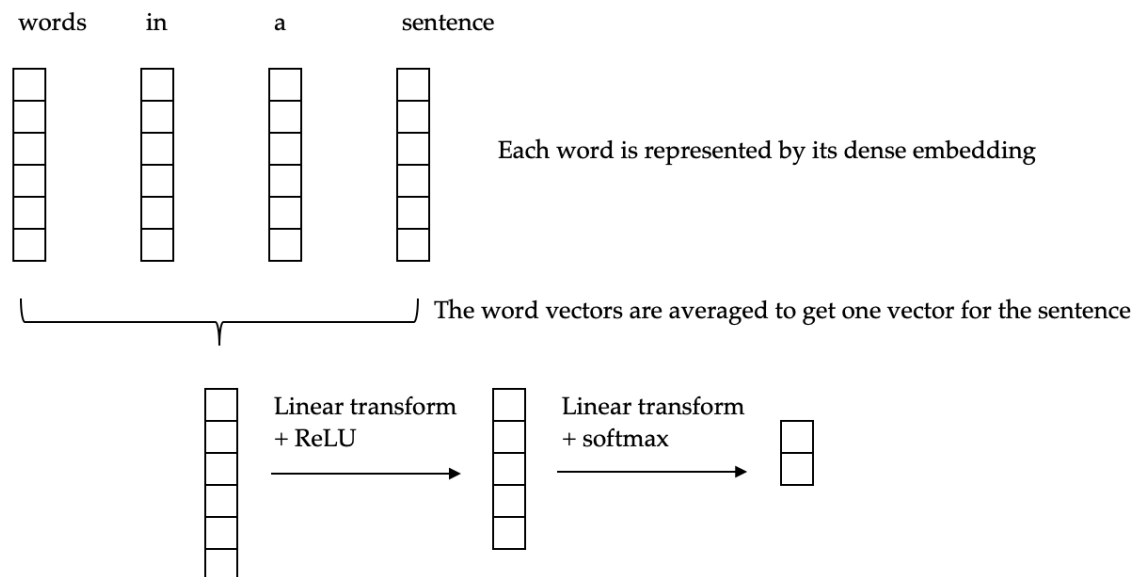 words in a sentence
Each word is represented by its dense embedding
The word vectors are averaged to get one vector for the sentence
Linear transform
+ ReLU
Linear transform
+ softmax